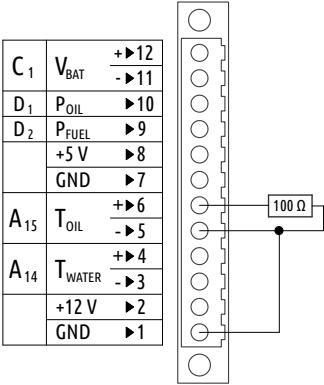 C1 VBAT +▶12
-▶11
D1 POIL ▶10
D2 PFUEL ▶9
+5 V ▶8
GND ▶7
A15 TOIL +▶6
-▶5
A14 TWATER +▶4
-▶3
+12 V ▶2
GND ▶1
100 Ω